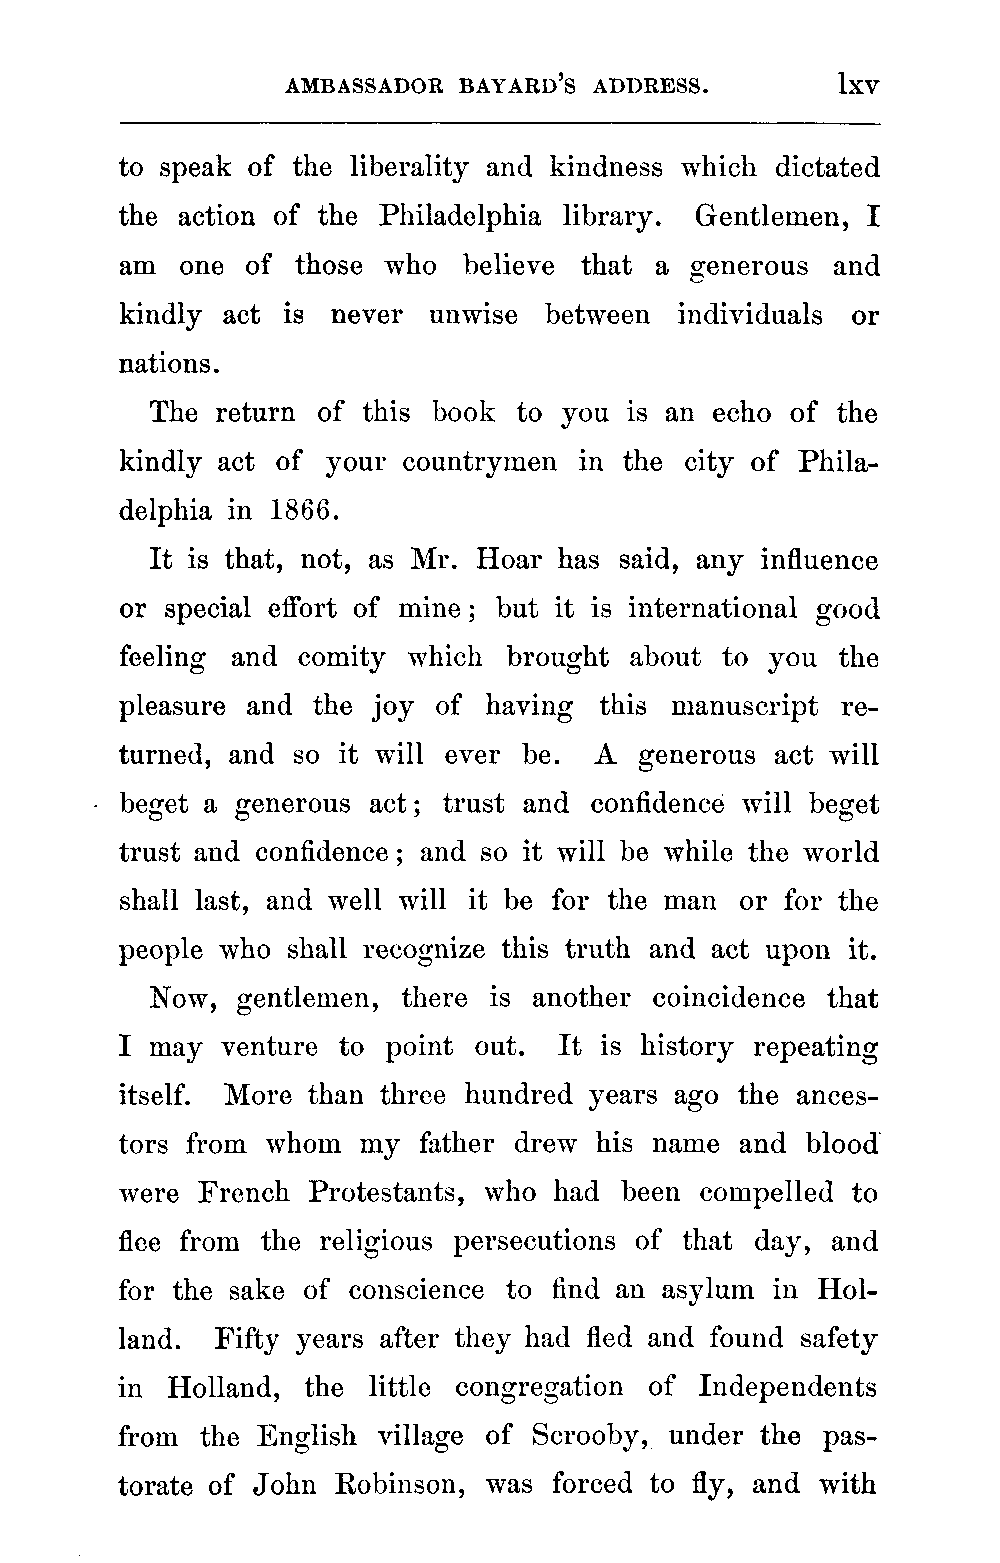 AMBASSADOR BAYARD'S ADDRESS. lxv
to speak of the liberality and kindness which dictated
the action of the Philadelphia library. Gentlemen, I
am one of those who believe that a generous and
kindly act is never unwise between individuals or
nations.
The return of this book to you is an echo of the
kindly act of your countrymen in the city of Phila-
delphia in 1866.
It is that, not, as Mr. Hoar has said, any influence
or special effort of mine; but it is international good
feeling and comity which brought about to you the
pleasure and the joy of having this manuscript re-
turned, and so it will ever be. A generous act will
beget a generous act; trust and confidence will beget
trust and confidence; and so it will be while the world
shall last, and well will it be for the man or for the
people who shall recognize this truth and act upon it.
Now, gentlemen, there is another coincidence that
I may venture to point out. It is history repeating
itself. More than three hundred years ago the ances-
tors from whom my father drew his name and blood
were French Protestants, who had been compelled to
flee from the religious persecutions of that day, and
for the sake of conscience to find an asylum in Hol-
land. Fifty years after they had fled and found safety
in Holland, the little congregation of Independents
from the English village of Scrooby, under the pas-
torate of John Robinson, was forced to fly, and with